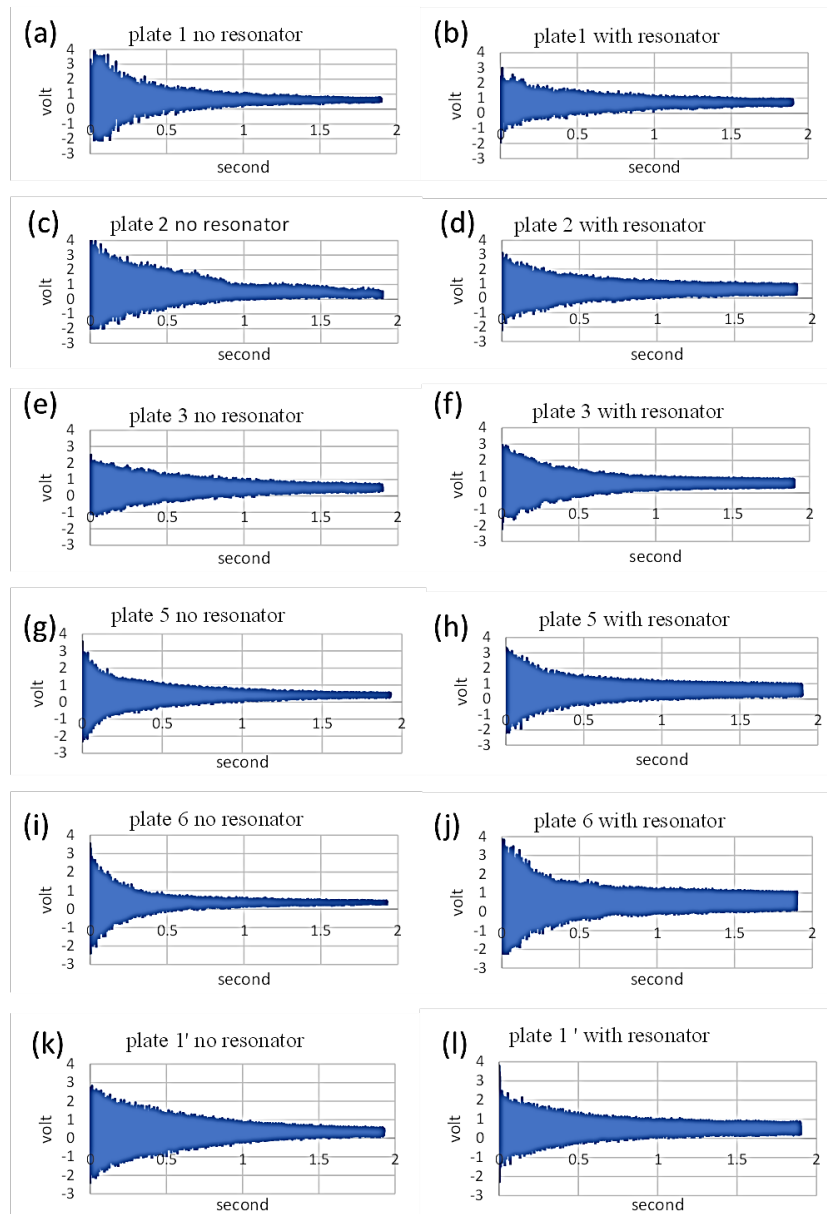 (a) plate 1 no resonator
4
3
2
1
0
-1
-2
-3
volt
0 0.5 1 1.5 2
second
(b) plate1 with resonator
4
3
2
1
0
-1
-2
-3
volt
0 0.5 1 1.5 2
second
(c) plate 2 no resonator
4
3
2
1
0
-1
-2
-3
volt
0 0.5 1 1.5 2
second
(d) plate 2 with resonator
4
3
2
1
0
-1
-2
-3
volt
0 0.5 1 1.5 2
second
(e) plate 3 no resonator
4
3
2
1
0
-1
-2
-3
volt
0 0.5 1 1.5 2
second
(f) plate 3 with resonator
4
3
2
1
0
-1
-2
-3
volt
0 0.5 1 1.5 2
second
(g) plate 5 no resonator
4
3
2
1
0
-1
-2
-3
volt
0 0.5 1 1.5 2
second
(h) plate 5 with resonator
4
3
2
1
0
-1
-2
-3
volt
0 0.5 1 1.5 2
second
(i) plate 6 no resonator
4
3
2
1
0
-1
-2
-3
volt
0 0.5 1 1.5 2
second
(j) plate 6 with resonator
4
3
2
1
0
-1
-2
-3
volt
0 0.5 1 1.5 2
second
(k) plate 1' no resonator
4
3
2
1
0
-1
-2
-3
volt
0 0.5 1 1.5 2
second
(l) plate 1 ' with resonator
4
3
2
1
0
-1
-2
-3
volt
0 0.5 1 1.5 2
second